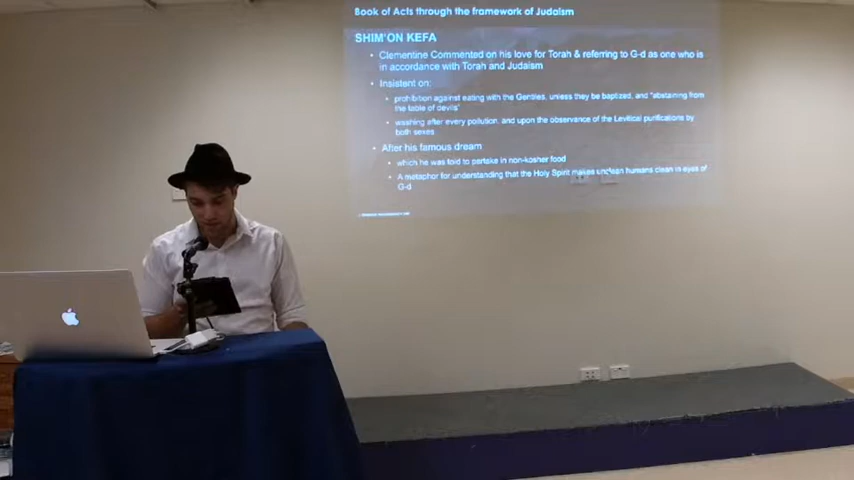 Book of Acts through the Framework of Judaism
SHIM'ON KEFA
• Clementine Commented on his love for Torah & referring to G-d as one who is
in accordance with Torah and Judaism
• Insistent on:
• prohibition against eating with the Gentiles, unless they be baptized, and "abstaining from
the table of devils"
• washing after every pollution, and upon the observance of the Levitical purifications by
both sexes
• After his famous dream
• which he was told to partake in non-kosher food
• A metaphor for understanding that the Holy Spirit makes unclean humans clean in eyes of
G-d